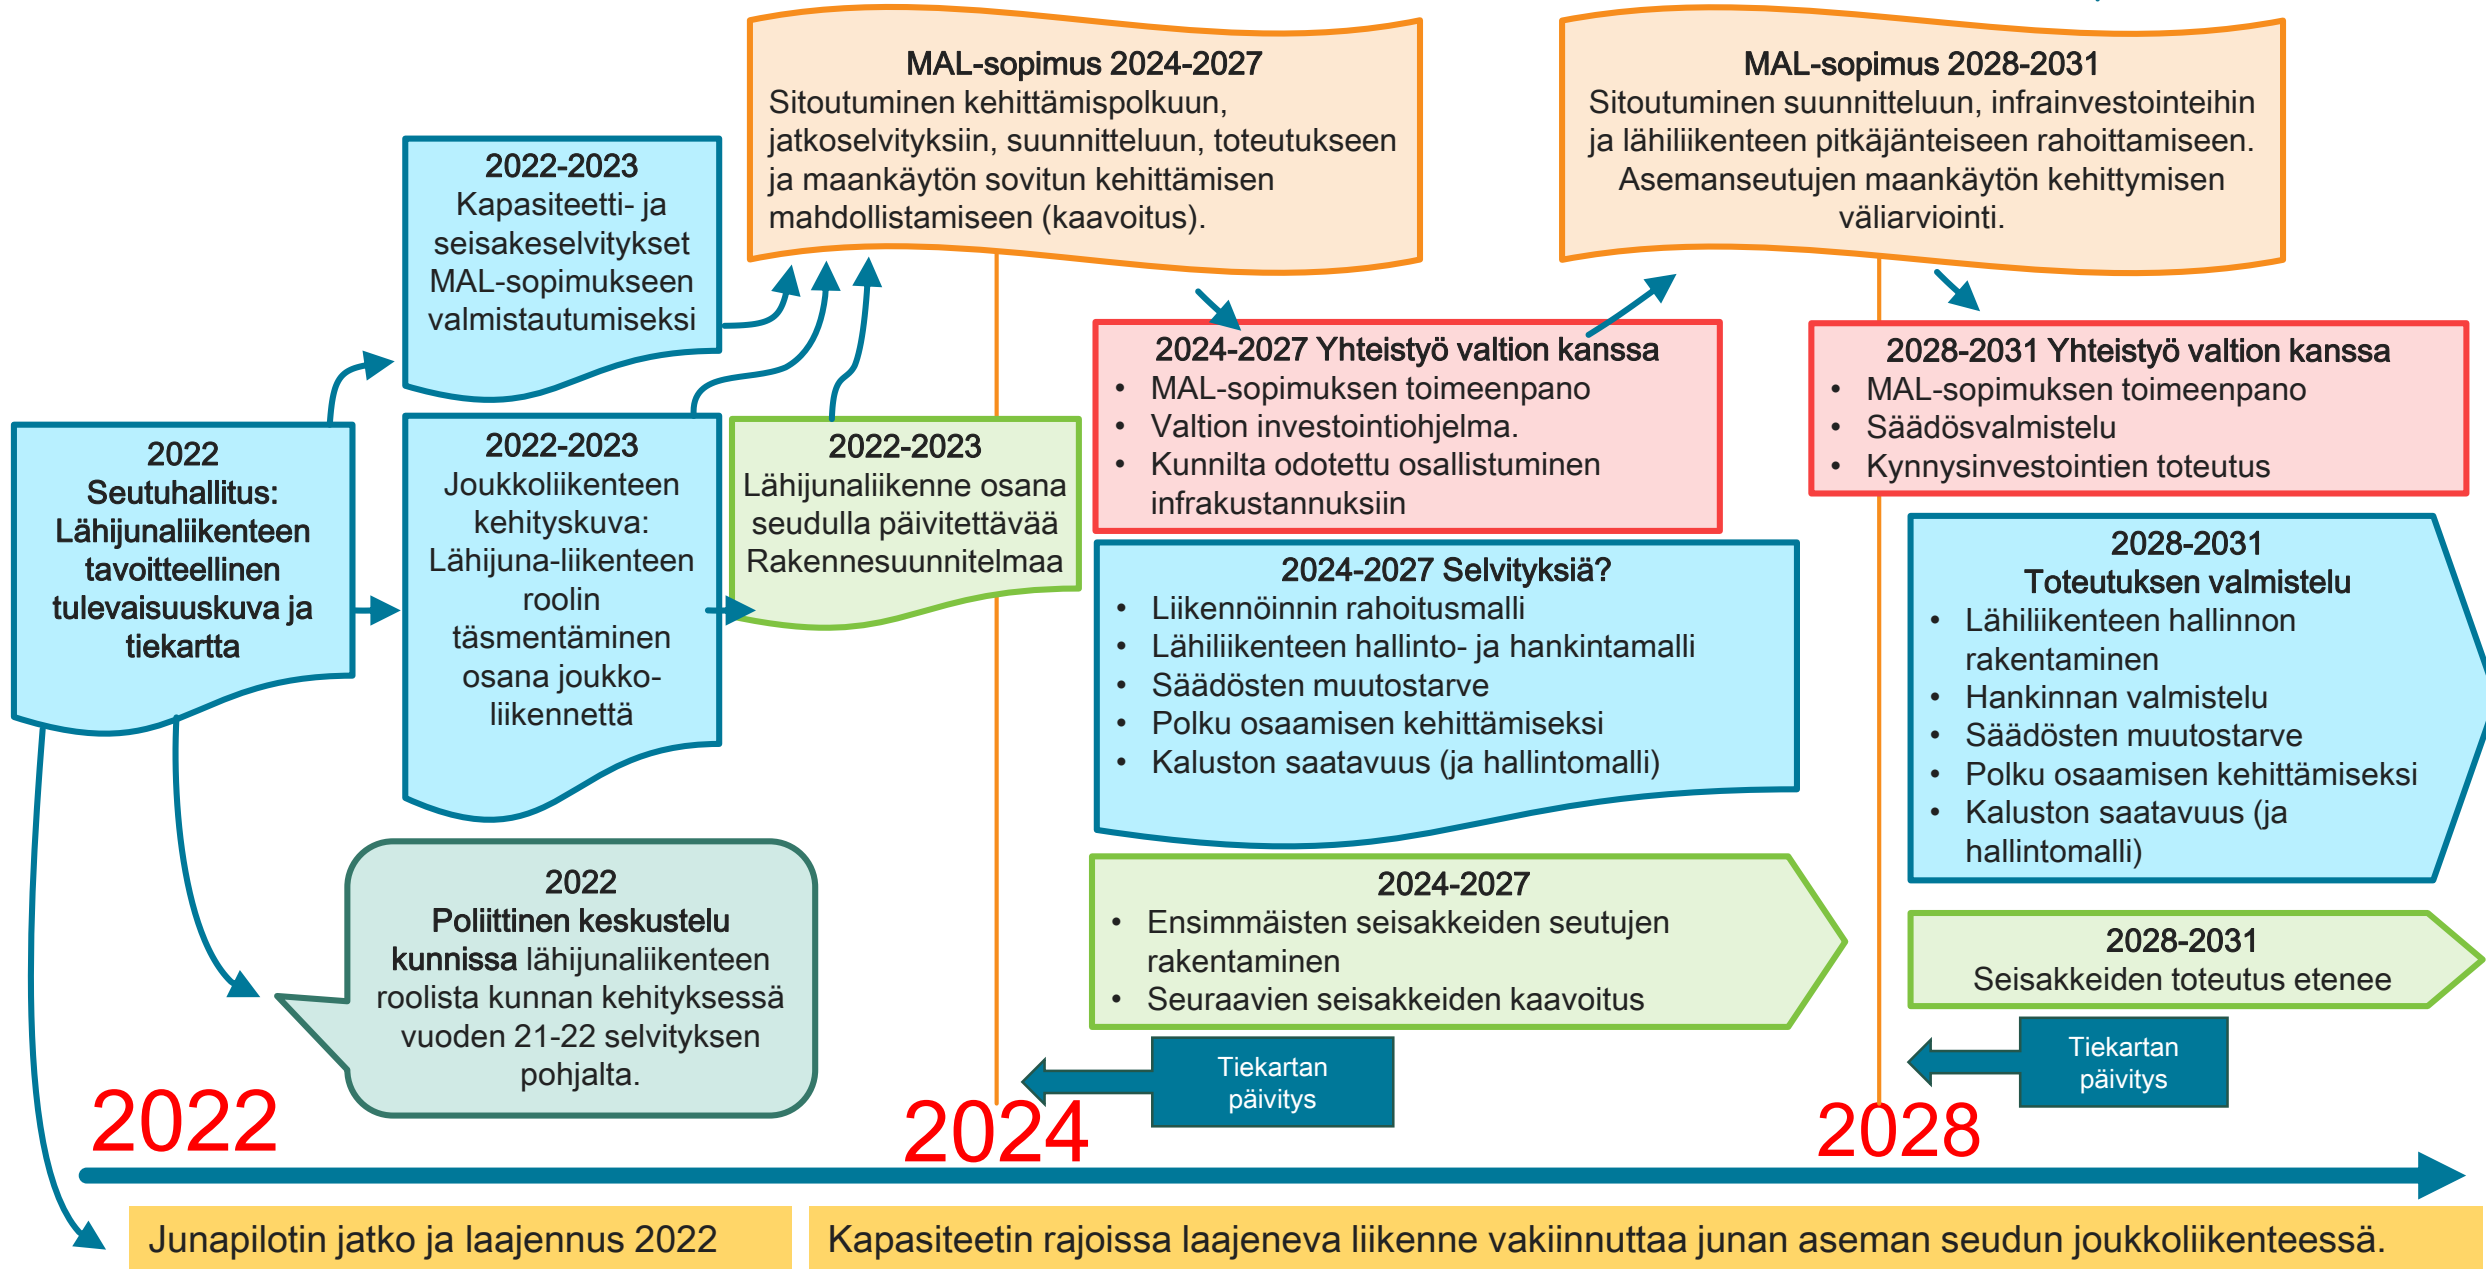 MAL-sopimus 2024-2027
Sitoutuminen kehittämispolkuun,
jatkoselvityksiin, suunnitteluun, toteutukseen
ja maankäytön sovitun kehittämisen
mahdollistamiseen (kaavoitus).
MAL-sopimus 2028-2031
Sitoutuminen suunnitteluun, infrainvestointeihin
ja lähiliikenteen pitkäjänteiseen rahoittamiseen.
Asemanseutujen maankäytön kehittymisen
väliarviointi.
2022-2023
Kapasiteetti- ja
seisakeselvitykset
MAL-sopimukseen
valmistautumiseksi
2022
Seutuhallitus:
Lähijunaliikenteen
tavoitteellinen
tulevaisuuskuva ja
tiekartta
2022-2023
Joukkoliikenteen
kehityskuva:
Lähijuna-liikenteen
roolin
täsmentäminen
osana joukko-
liikennettä
2022-2023
Lähijunaliikenne osana
seudulla päivitettävää
Rakennesuunnitelmaa
2024-2027 Yhteistyö valtion kanssa
• MAL-sopimuksen toimeenpano
• Valtion investointiohjelma.
• Kunnilta odotettu osallistuminen
infrakustannuksiin
2028-2031 Yhteistyö valtion kanssa
• MAL-sopimuksen toimeenpano
• Säädösvalmistelu
• Kynnysinvestointien toteutus
2024-2027 Selvityksiä?
• Liikennöinnin rahoitusmalli
• Lähiliikenteen hallinto- ja hankintamalli
• Säädösten muutostarve
• Polku osaamisen kehittämiseksi
• Kaluston saatavuus (ja hallintomalli)
2028-2031
Toteutuksen valmistelu
• Lähiliikenteen hallinnon
rakentaminen
• Hankinnan valmistelu
• Säädösten muutostarve
• Polku osaamisen kehittämiseksi
• Kaluston saatavuus (ja
hallintomalli)
2022
Poliittinen keskustelu
kunnissa lähijunaliikenteen
roolista kunnan kehityksessä
vuoden 21-22 selvityksen
pohjalta.
2024-2027
• Ensimmäisten seisakkeiden seutujen
rakentaminen
• Seuraavien seisakkeiden kaavoitus
2028-2031
Seisakkeiden toteutus etenee
Tiekartan
päivitys
Tiekartan
päivitys
2022
2024
2028
Junapilotin jatko ja laajennus 2022
Kapasiteetin rajoissa laajeneva liikenne vakiinnuttaa junan aseman seudun joukkoliikenteessä.